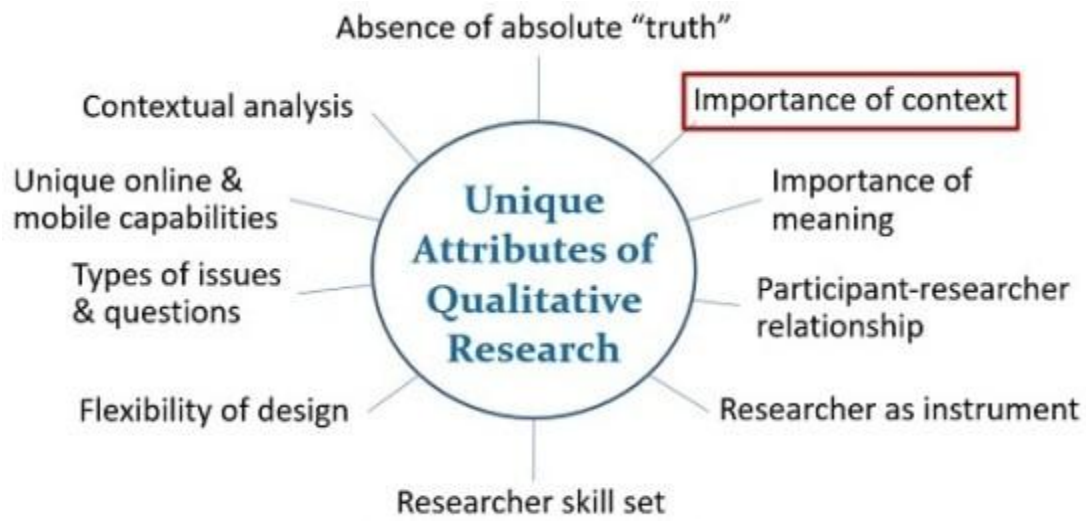 Absence of absolute “truth”
Importance of context
Importance of
meaning
Participant-researcher
relationship
Researcher as instrument
Researcher skill set
Flexibility of design
Types of issues
& questions
Unique online &
mobile capabilities
Contextual analysis
Unique
Attributes of
Qualitative
Research